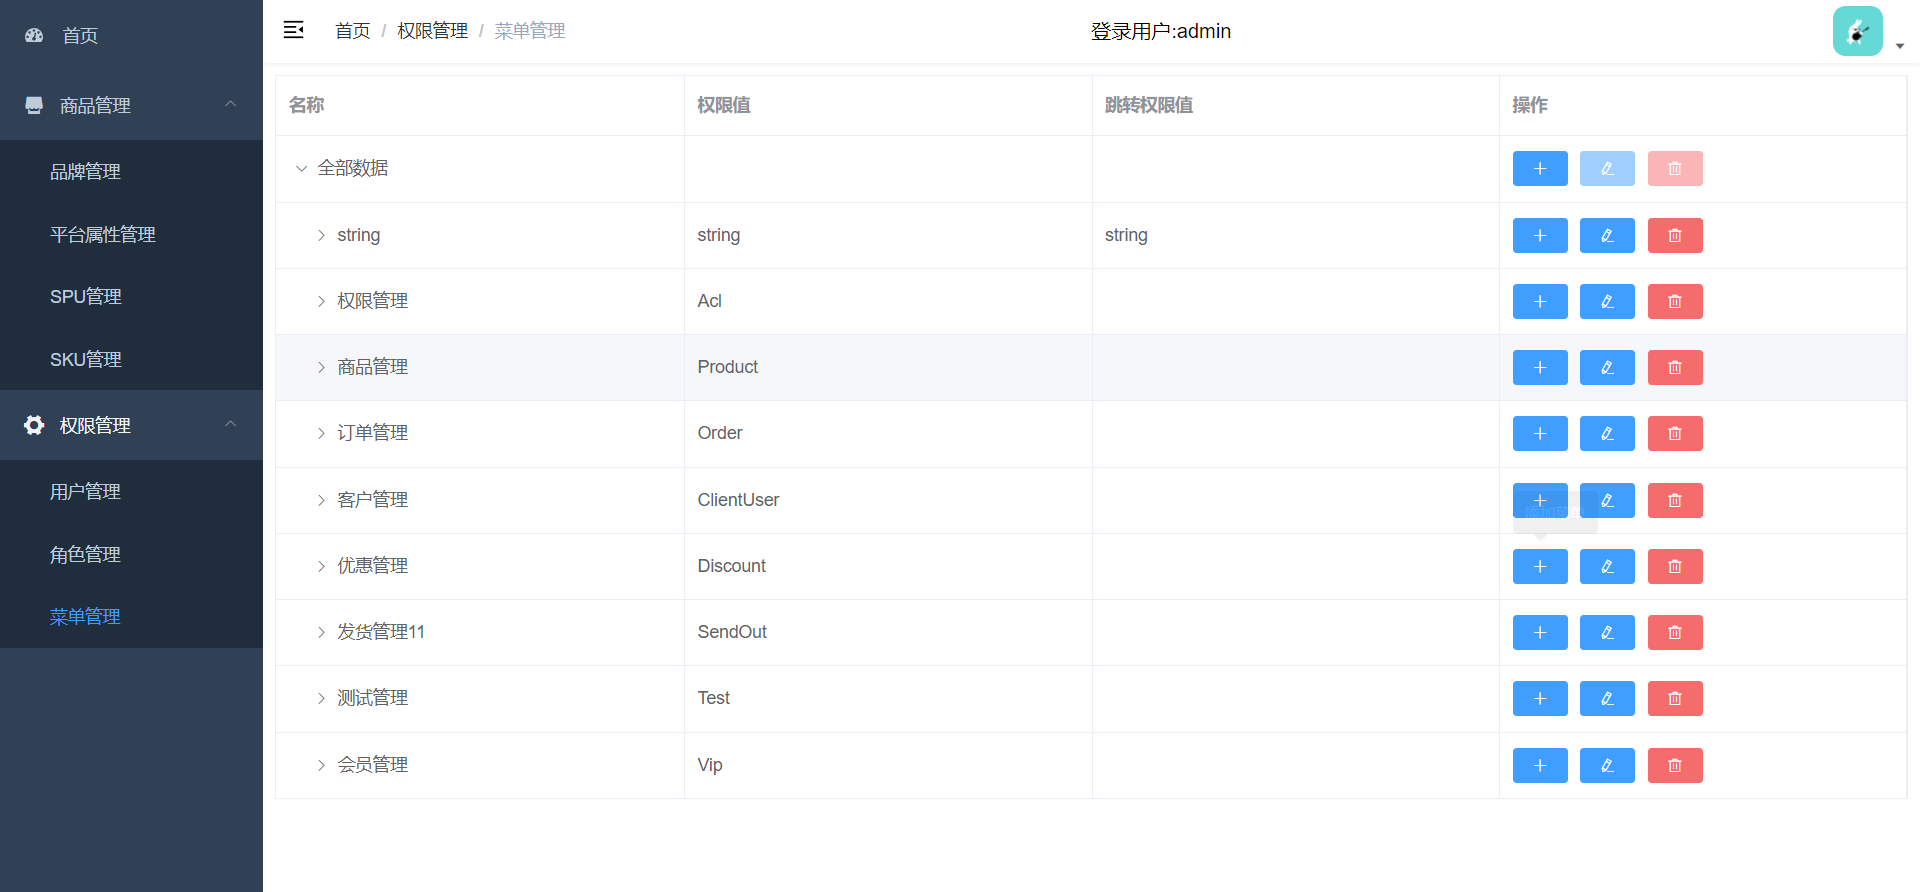 首页
商品管理
品牌管理
平台属性管理
SPU管理
SKU管理
权限管理
用户管理
角色管理
菜单管理
首页 / 权限管理 / 菜单管理
登录用户:admin
名称 权限值 跳转权限值 操作
全部数据
string string string
权限管理 Acl
商品管理 Product
订单管理 Order
客户管理 ClientUser
添加菜单
优惠管理 Discount
发货管理11 SendOut
测试管理 Test
会员管理 Vip